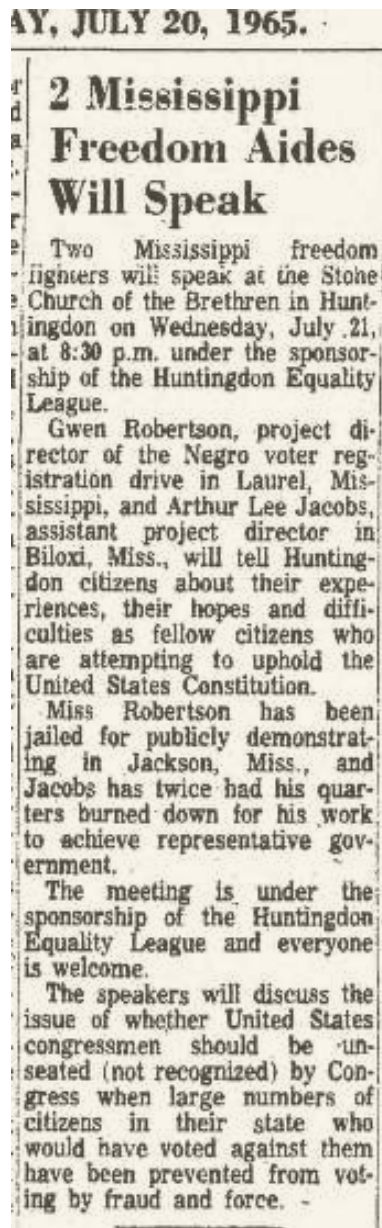 AY, JULY 20, 1965.
2 Mississippi
Freedom Aides
Will Speak
Two Mississippi freedom
fighters will speak at the Stone
Church of the Brethren in Hunt-
ingdon on Wednesday, July 21,
at 8:30 p.m. under the sponsor-
ship of the Huntingdon Equality
League.
Gwen Robertson, project di-
rector of the Negro voter reg-
istration drive in Laurel, Mis-
sissippi, and Arthur Lee Jacobs,
assistant project director in
Biloxi, Miss., will tell Hunting-
don citizens about their expe-
riences, their hopes and diffi-
culties as fellow citizens who
are attempting to uphold the
United States Constitution.
Miss Robertson has been
jailed for publicly demonstrat-
ing in Jackson, Miss., and
Jacobs has twice had his quar-
ters burned down for his work
to achieve representative gov-
ernment.
The meeting is under the
sponsorship of the Huntingdon
Equality League and everyone
is welcome.
The speakers will discuss the
issue of whether United States
congressmen should be un-
seated (not recognized) by Con-
gress when large numbers of
citizens in their state who
would have voted against them
have been prevented from vot-
ing by fraud and force.